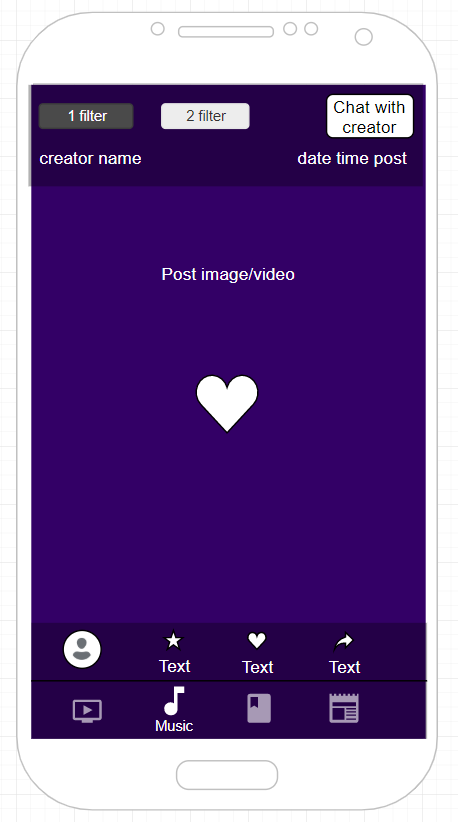 1 filter
2 filter
Chat with
creator
creator name
date time post
Post image/video
Text
Text
Text
Music